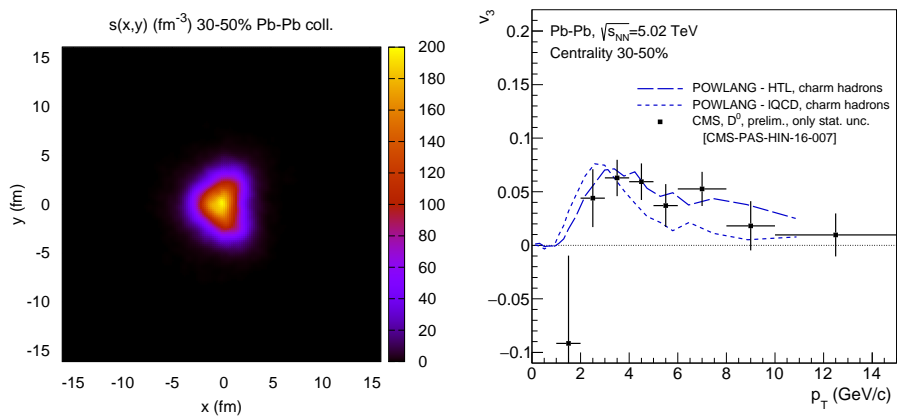 s(x,y) (fm⁻³) 30-50% Pb-Pb coll.
15
10
5
0
-5
-10
-15
-15 -10 -5 0 5 10 15
x (fm)
y (fm)
200
180
160
140
120
100
80
60
40
20
0
v₃
0.2
0.15
0.1
0.05
0
−0.05
−0.1
0 2 4 6 8 10 12 14
p_T (GeV/c)
Pb-Pb, √s_NN=5.02 TeV
Centrality 30-50%
POWLANG - HTL, charm hadrons
POWLANG - lQCD, charm hadrons
CMS, D⁰, prelim., only stat. unc.
[CMS-PAS-HIN-16-007]